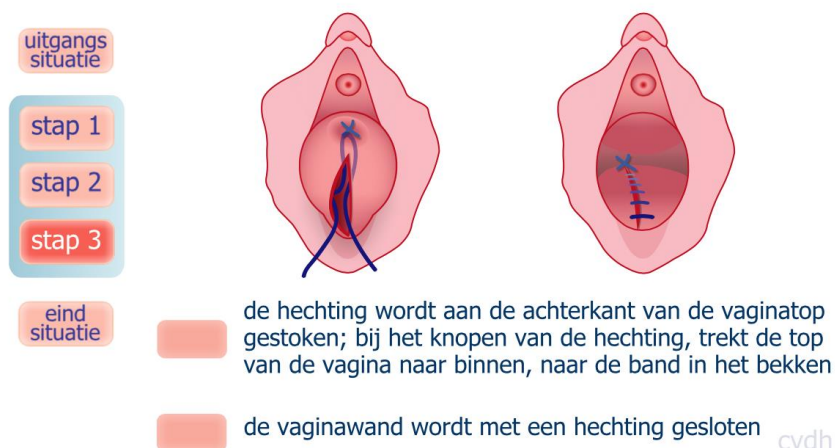 uitgangs
situatie
stap 1
stap 2
stap 3
eind
situatie
de hechting wordt aan de achterkant van de vaginatop
gestoken; bij het knopen van de hechting, trekt de top
van de vagina naar binnen, naar de band in het bekken
de vaginawand wordt met een hechting gesloten
cvdh